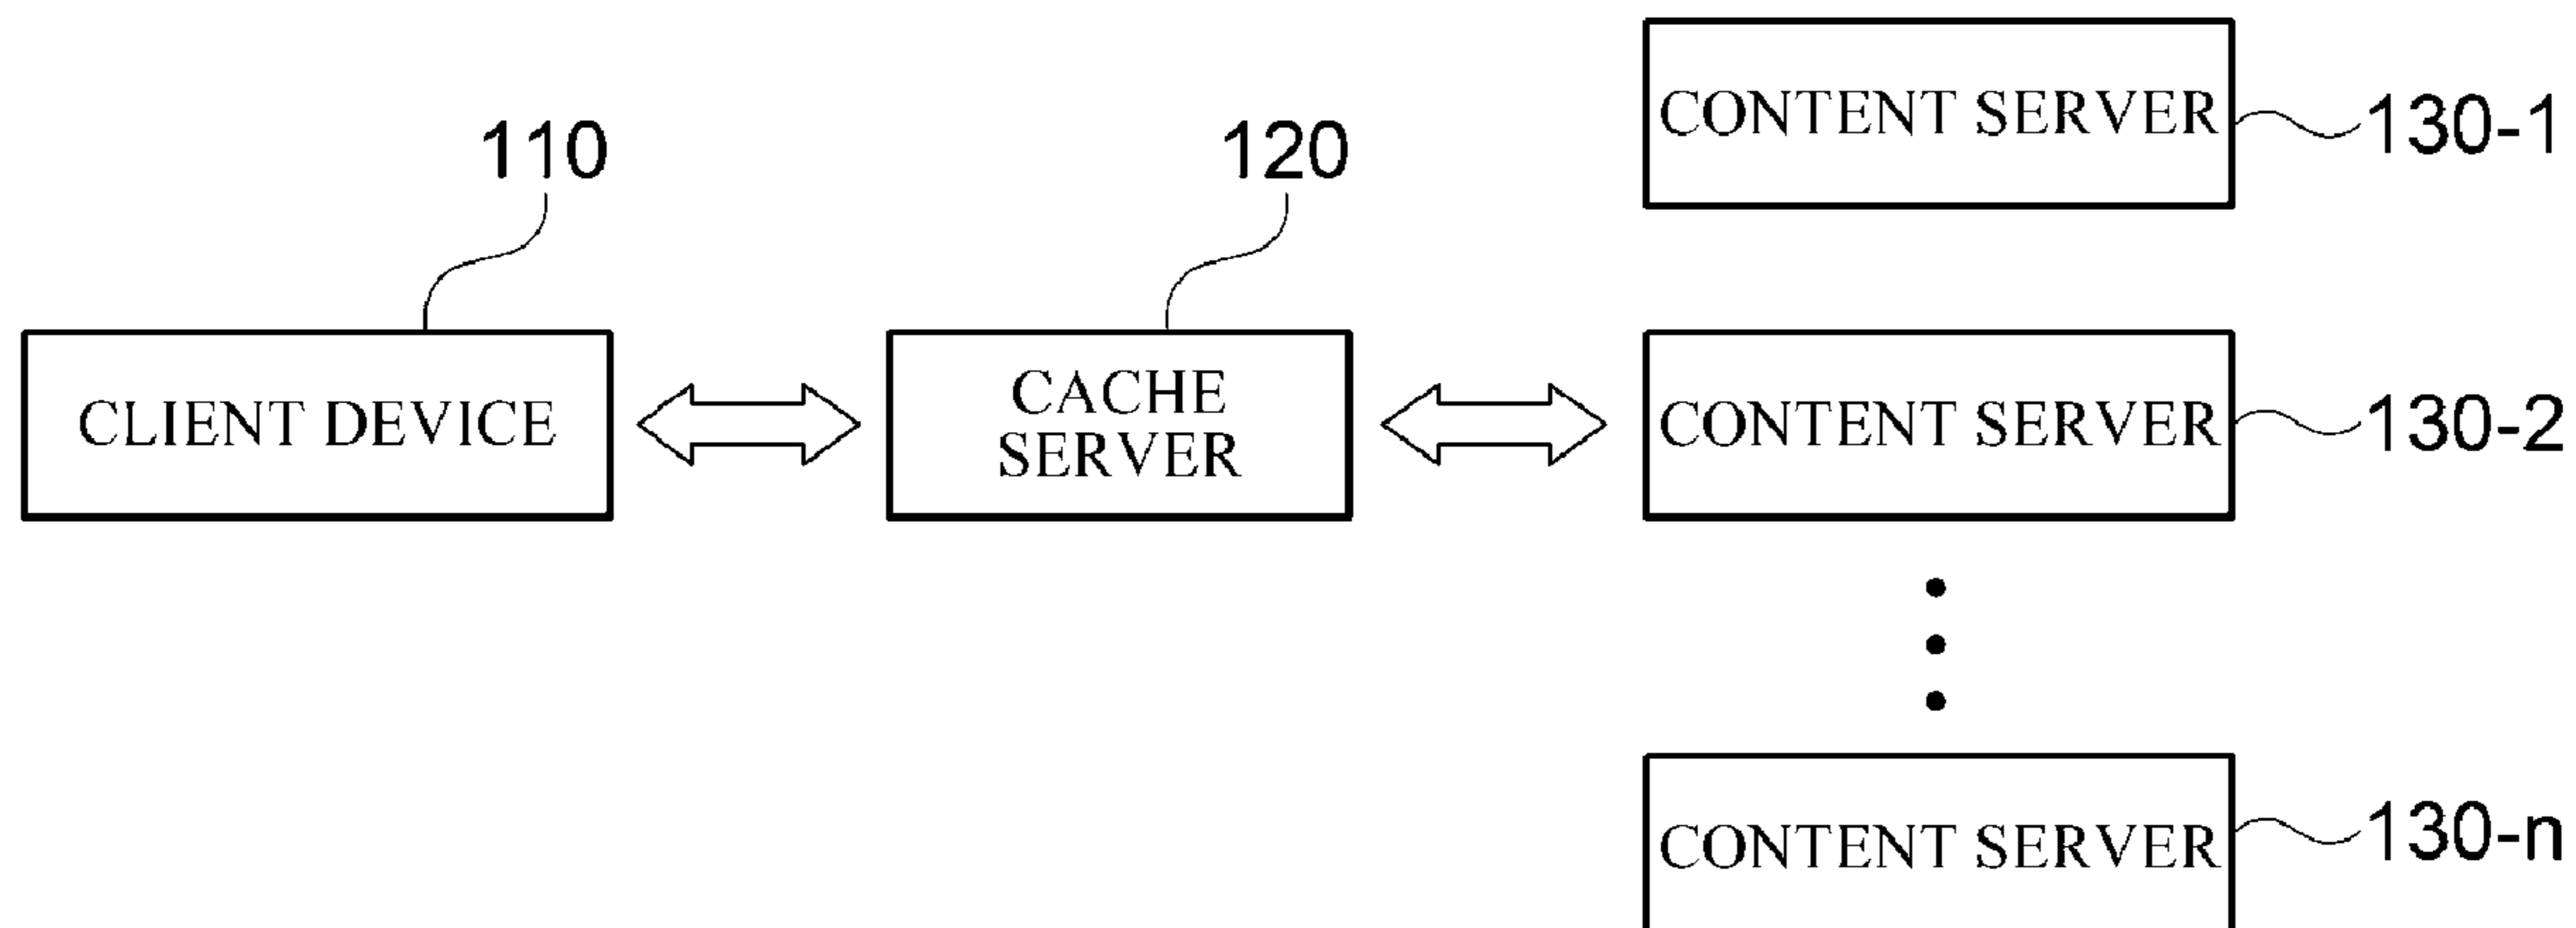 CONTENT SERVER
130-1
110
120
CLIENT DEVICE
CACHE
SERVER
CONTENT SERVER
130-2
CONTENT SERVER
130-n